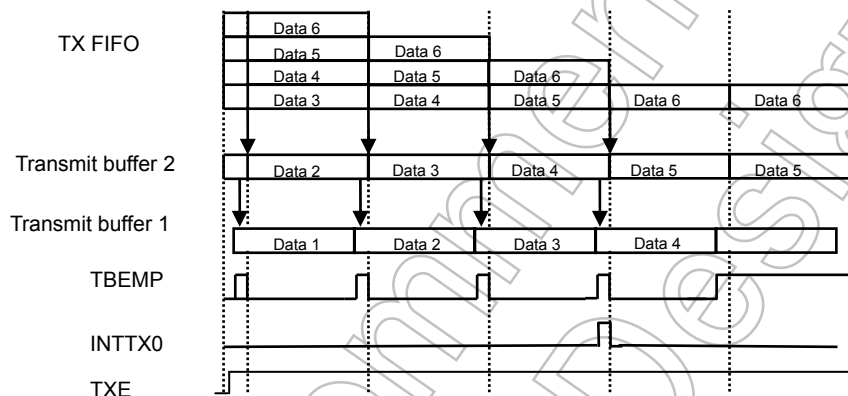 TX FIFO
Data 6
Data 5 Data 6
Data 4 Data 5 Data 6
Data 3 Data 4 Data 5 Data 6 Data 6
Transmit buffer 2
Data 2 Data 3 Data 4 Data 5 Data 5
Transmit buffer 1
Data 1 Data 2 Data 3 Data 4
TBEMP
INTTX0
TXE